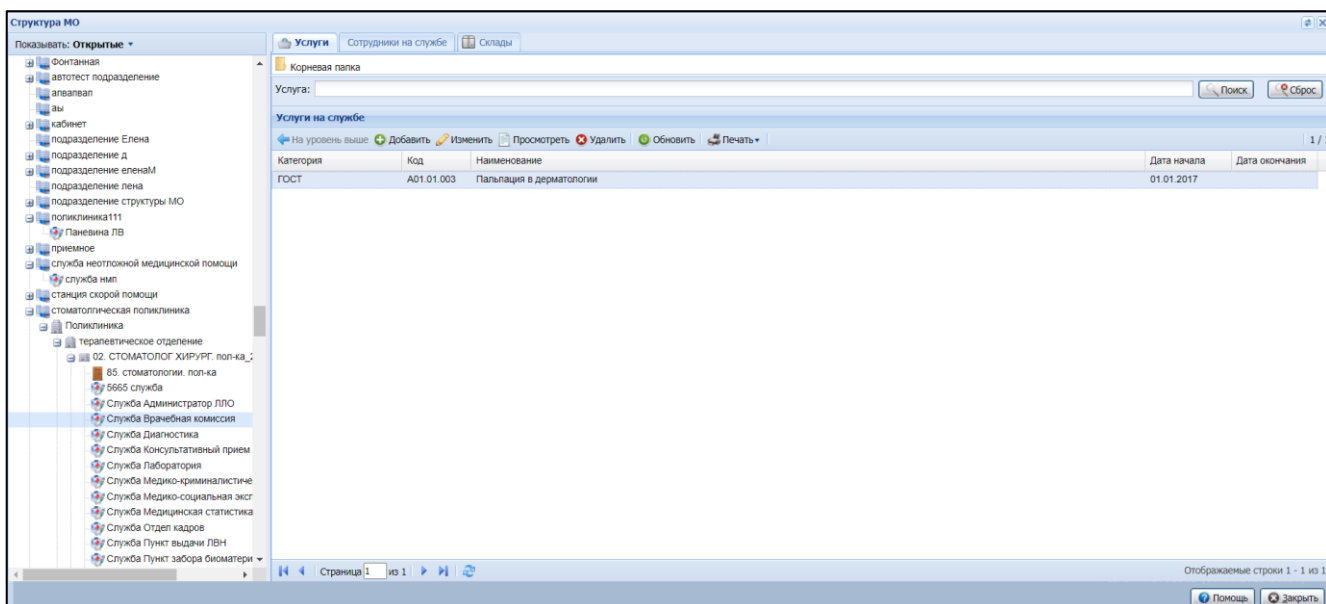 Структура МО
Показывать: Открытые
Фонтанная
автотест подразделение
апвапвап
аы
кабинет
подразделение Елена
подразделение д
подразделение еленаМ
подразделение лена
подразделение структуры МО
поликлиника111
Паневина ЛВ
приемное
служба неотложной медицинской помощи
служба нмп
станция скорой помощи
стоматолгическая поликлиника
Поликлиника
терапевтическое отделение
02. СТОМАТОЛОГ ХИРУРГ. пол-ка_2
85. стоматологии. пол-ка
5665 служба
Служба Администратор ЛЛО
Служба Врачебная комиссия
Служба Диагностика
Служба Консультативный прием
Служба Лаборатория
Служба Медико-криминалистиче
Служба Медико-социальная эксг
Служба Медицинская статистика
Служба Отдел кадров
Служба Пункт выдачи ЛВН
Служба Пункт забора биоматери
Услуги Сотрудники на службе Склады
Корневая папка
Услуга: Поиск Сброс
Услуги на службе
На уровень выше Добавить Изменить Просмотреть Удалить Обновить Печать 1 /
Категория Код Наименование Дата начала Дата окончания
ГОСТ A01.01.003 Пальпация в дерматологии 01.01.2017
Страница 1 из 1 Отображаемые строки 1 - 1 из 1
Помощь Закрыть